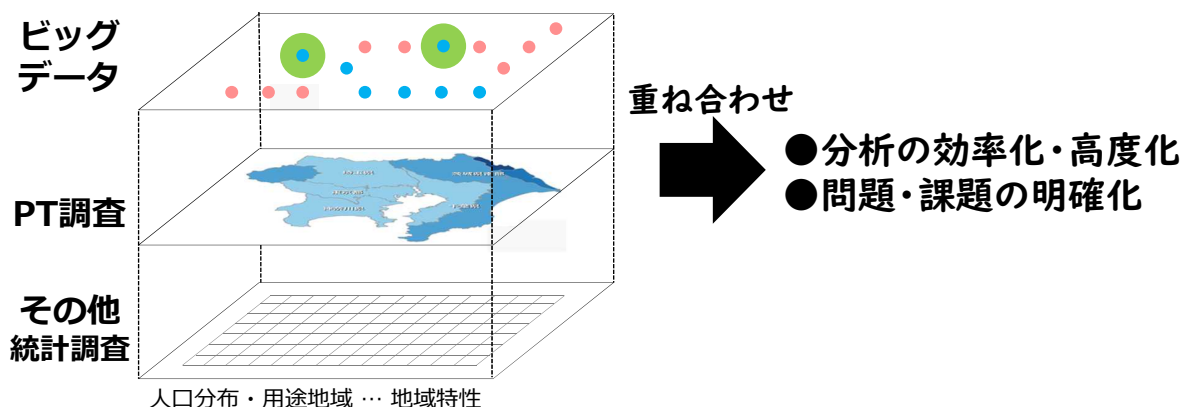 ビッグ
データ
PT調査
その他
統計調査
人口分布・用途地域 … 地域特性
重ね合わせ
●分析の効率化・高度化
●問題・課題の明確化